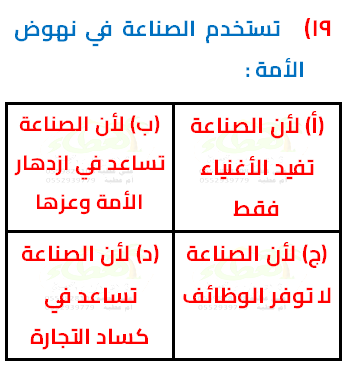 ١٩) تستخدم الصناعة في نهوض
الأمة :
(أ) لأن الصناعة
تفيد الأغنياء
فقط
(ب) لأن الصناعة
تساعد في ازدهار
الأمة وعزها
(ج) لأن الصناعة
لا توفر الوظائف
(د) لأن الصناعة
تساعد في
كساد التجارة